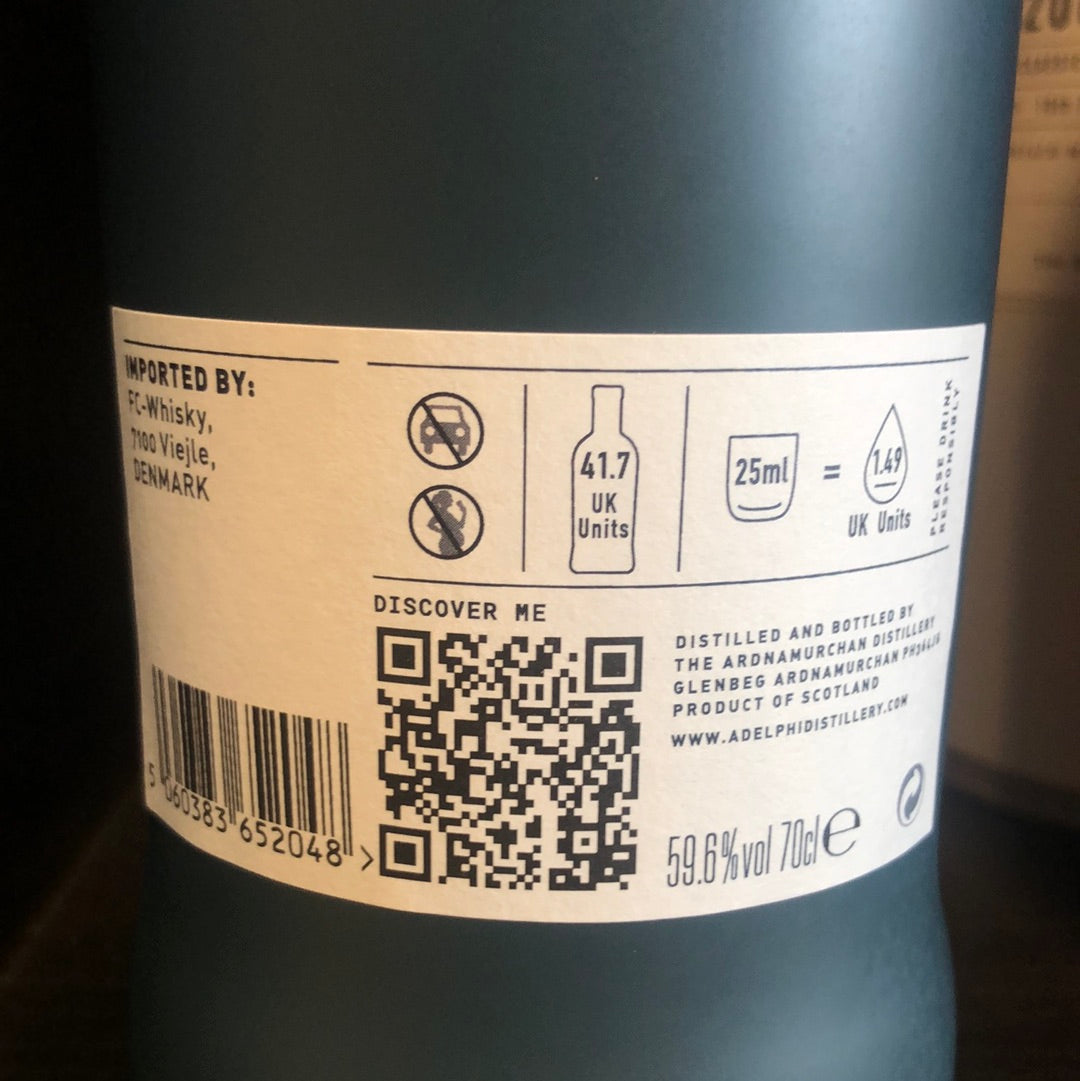 IMPORTED BY:
FC-Whisky,
7100 Viejle,
DENMARK
41.7
UK
Units
25ml
=
1.49
UK Units
PLEASE DRINK
RESPONSIBLY
DISCOVER ME
DISTILLED AND BOTTLED BY
THE ARDNAMURCHAN DISTILLERY
GLENBEG ARDNAMURCHAN
PRODUCT OF SCOTLAND
WWW.ADELPHIDISTILLERY.COM
5 060383 652048 >
59.6%vol 70cl e